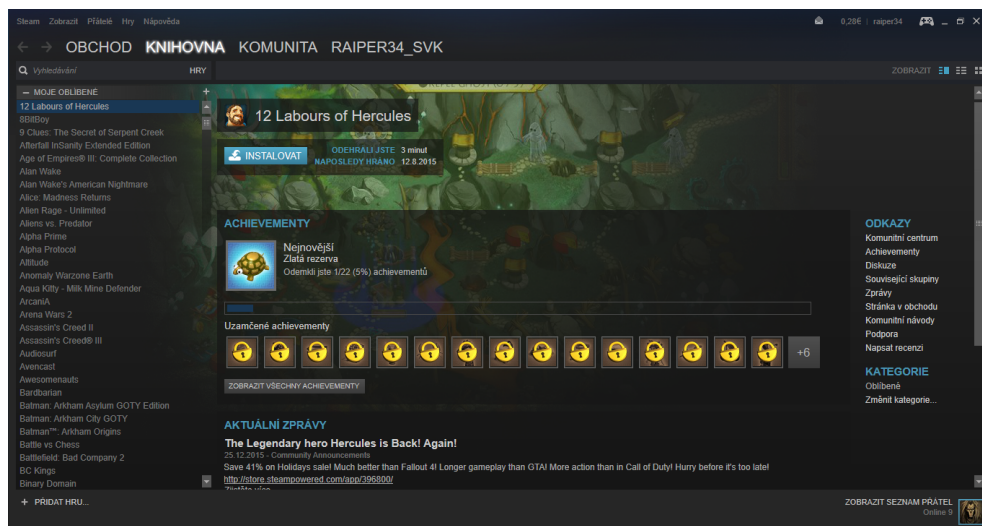 Steam Zobrazit Přátelé Hry Nápověda
0,28€ | raiper34
OBCHOD KNIHOVNA KOMUNITA RAIPER34_SVK
Vyhledávání HRY
ZOBRAZIT
— MOJE OBLIBENÉ +
12 Labours of Hercules
8BitBoy
9 Clues: The Secret of Serpent Creek
Afterfall InSanity Extended Edition
Age of Empires® III: Complete Collection
Alan Wake
Alan Wake's American Nightmare
Alice: Madness Returns
Alien Rage - Unlimited
Aliens vs. Predator
Alpha Prime
Alpha Protocol
Altitude
Anomaly Warzone Earth
Aqua Kitty - Milk Mine Defender
ArcaniA
Arena Wars 2
Assassin's Creed II
Assassin's Creed® III
Audiosurf
Avencast
Awesomenauts
Bardbarian
Batman: Arkham Asylum GOTY Edition
Batman: Arkham City GOTY
Batman™: Arkham Origins
Battle vs Chess
Battlefield: Bad Company 2
BC Kings
Binary Domain
+ PŘIDAT HRU...
12 Labours of Hercules
INSTALOVAT
ODEHRÁLI JSTE 3 minut
NAPOSLEDY HRÁNO 12.8.2015
ACHIEVEMENTY
Nejnovější
Zlatá rezerva
Odemkli jste 1/22 (5%) achievementů
Uzamčené achievementy
+6
ZOBRAZIT VŠECHNY ACHIEVEMENTY
AKTUÁLNÍ ZPRÁVY
The Legendary hero Hercules is Back! Again!
25.12.2015 - Community Announcements
Save 41% on Holidays sale! Much better than Fallout 4! Longer gameplay than GTA! More action than in Call of Duty! Hurry before it's too late!
http://store.steampowered.com/app/396800/
Zjistěte více
ODKAZY
Komunitní centrum
Achievementy
Diskuze
Související skupiny
Zprávy
Stránka v obchodu
Komunitní návody
Podpora
Napsat recenzi
KATEGORIE
Oblíbené
Změnit kategorie...
ZOBRAZIT SEZNAM PŘÁTEL
Online 9